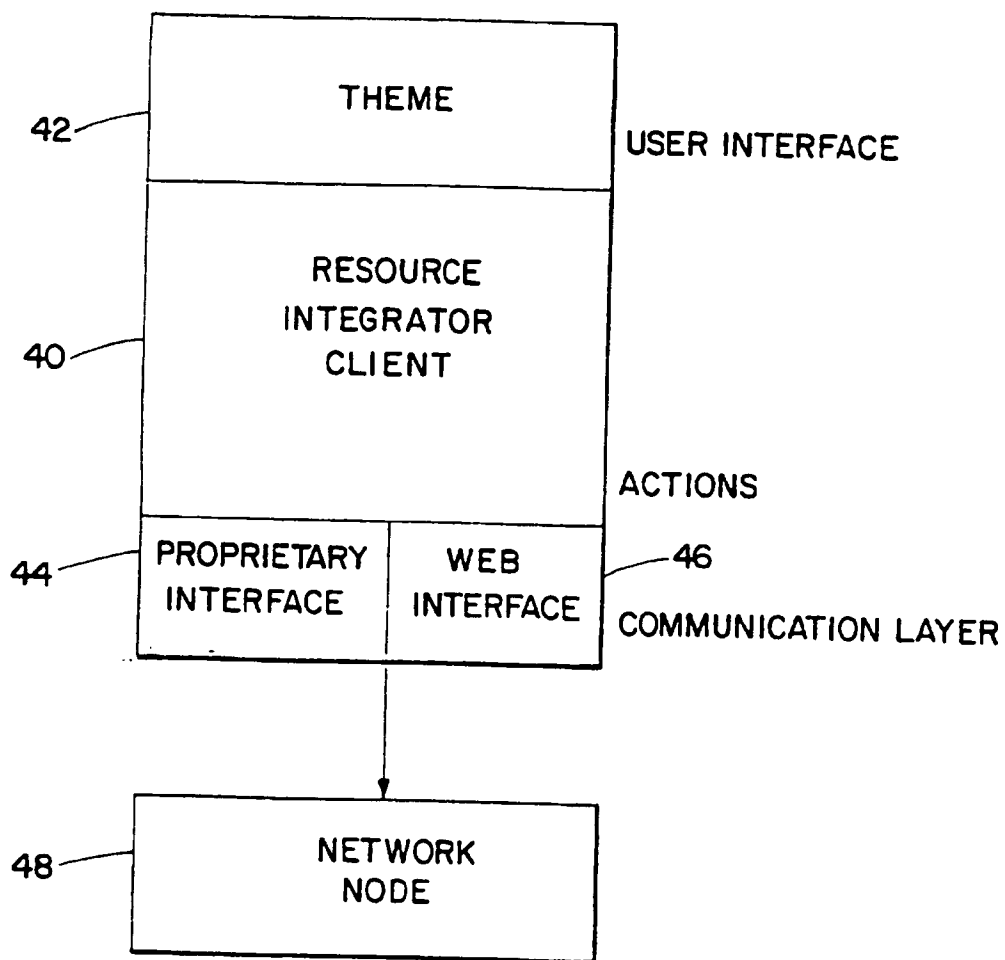 THEME
42
USER INTERFACE
RESOURCE
INTEGRATOR
CLIENT
40
ACTIONS
PROPRIETARY
INTERFACE
44
WEB
INTERFACE
46
COMMUNICATION LAYER
NETWORK
NODE
48